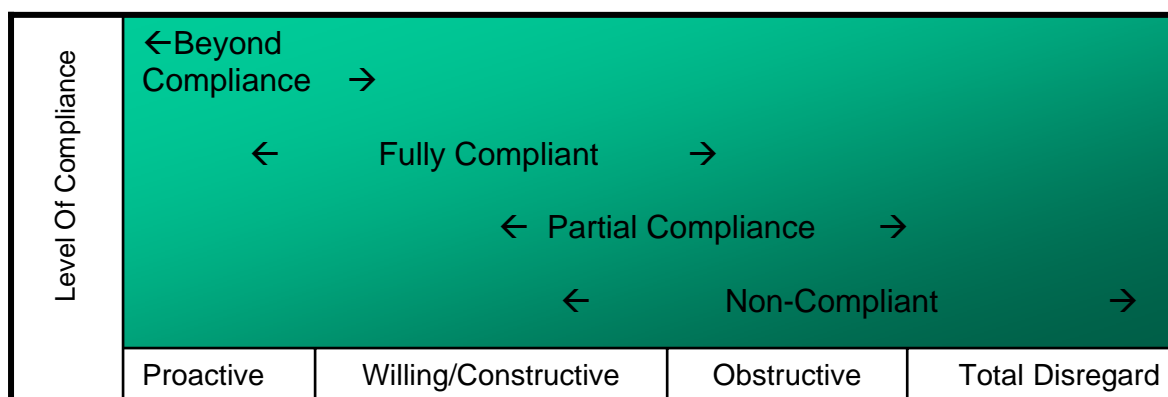 Level Of Compliance
←Beyond
Compliance →
← Fully Compliant →
← Partial Compliance →
← Non-Compliant →
Proactive Willing/Constructive Obstructive Total Disregard